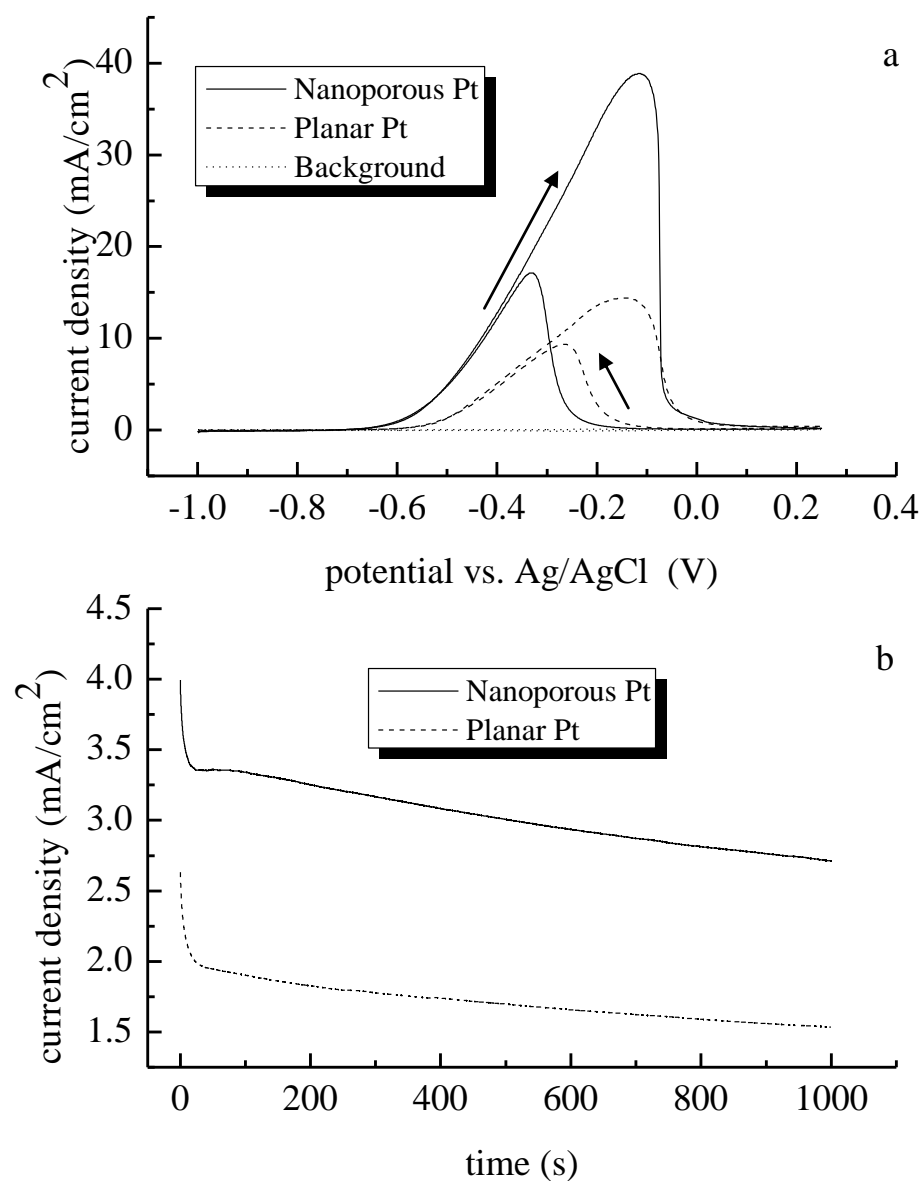 a
Nanoporous Pt
Planar Pt
Background
current density (mA/cm²)
40
30
20
10
0
-1.0 -0.8 -0.6 -0.4 -0.2 0.0 0.2 0.4
potential vs. Ag/AgCl (V)
b
Nanoporous Pt
Planar Pt
current density (mA/cm²)
4.5
4.0
3.5
3.0
2.5
2.0
1.5
0 200 400 600 800 1000
time (s)